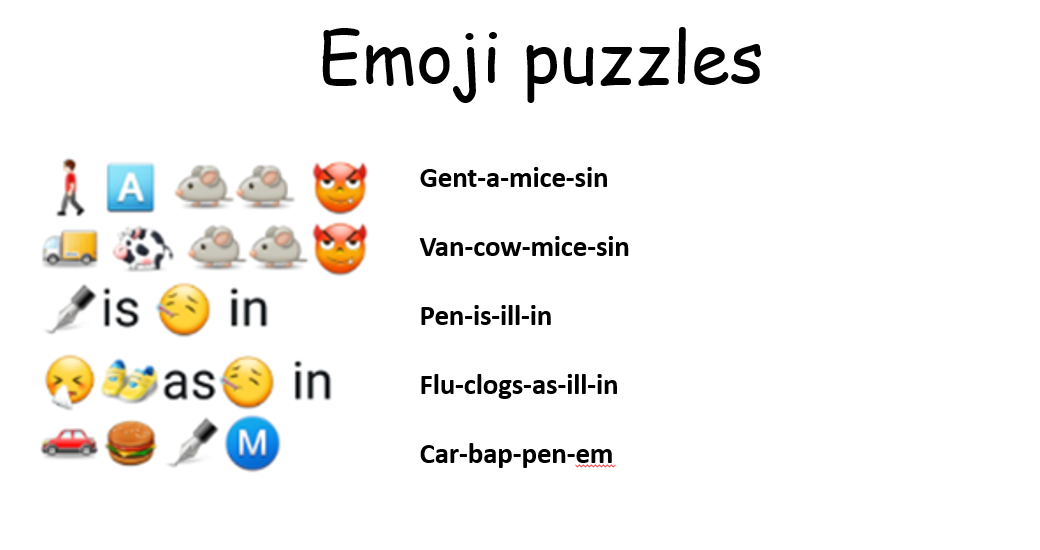 Emoji puzzles
A Gent-a-mice-sin
Van-cow-mice-sin
is in Pen-is-ill-in
as in Flu-clogs-as-ill-in
M Car-bap-pen-em